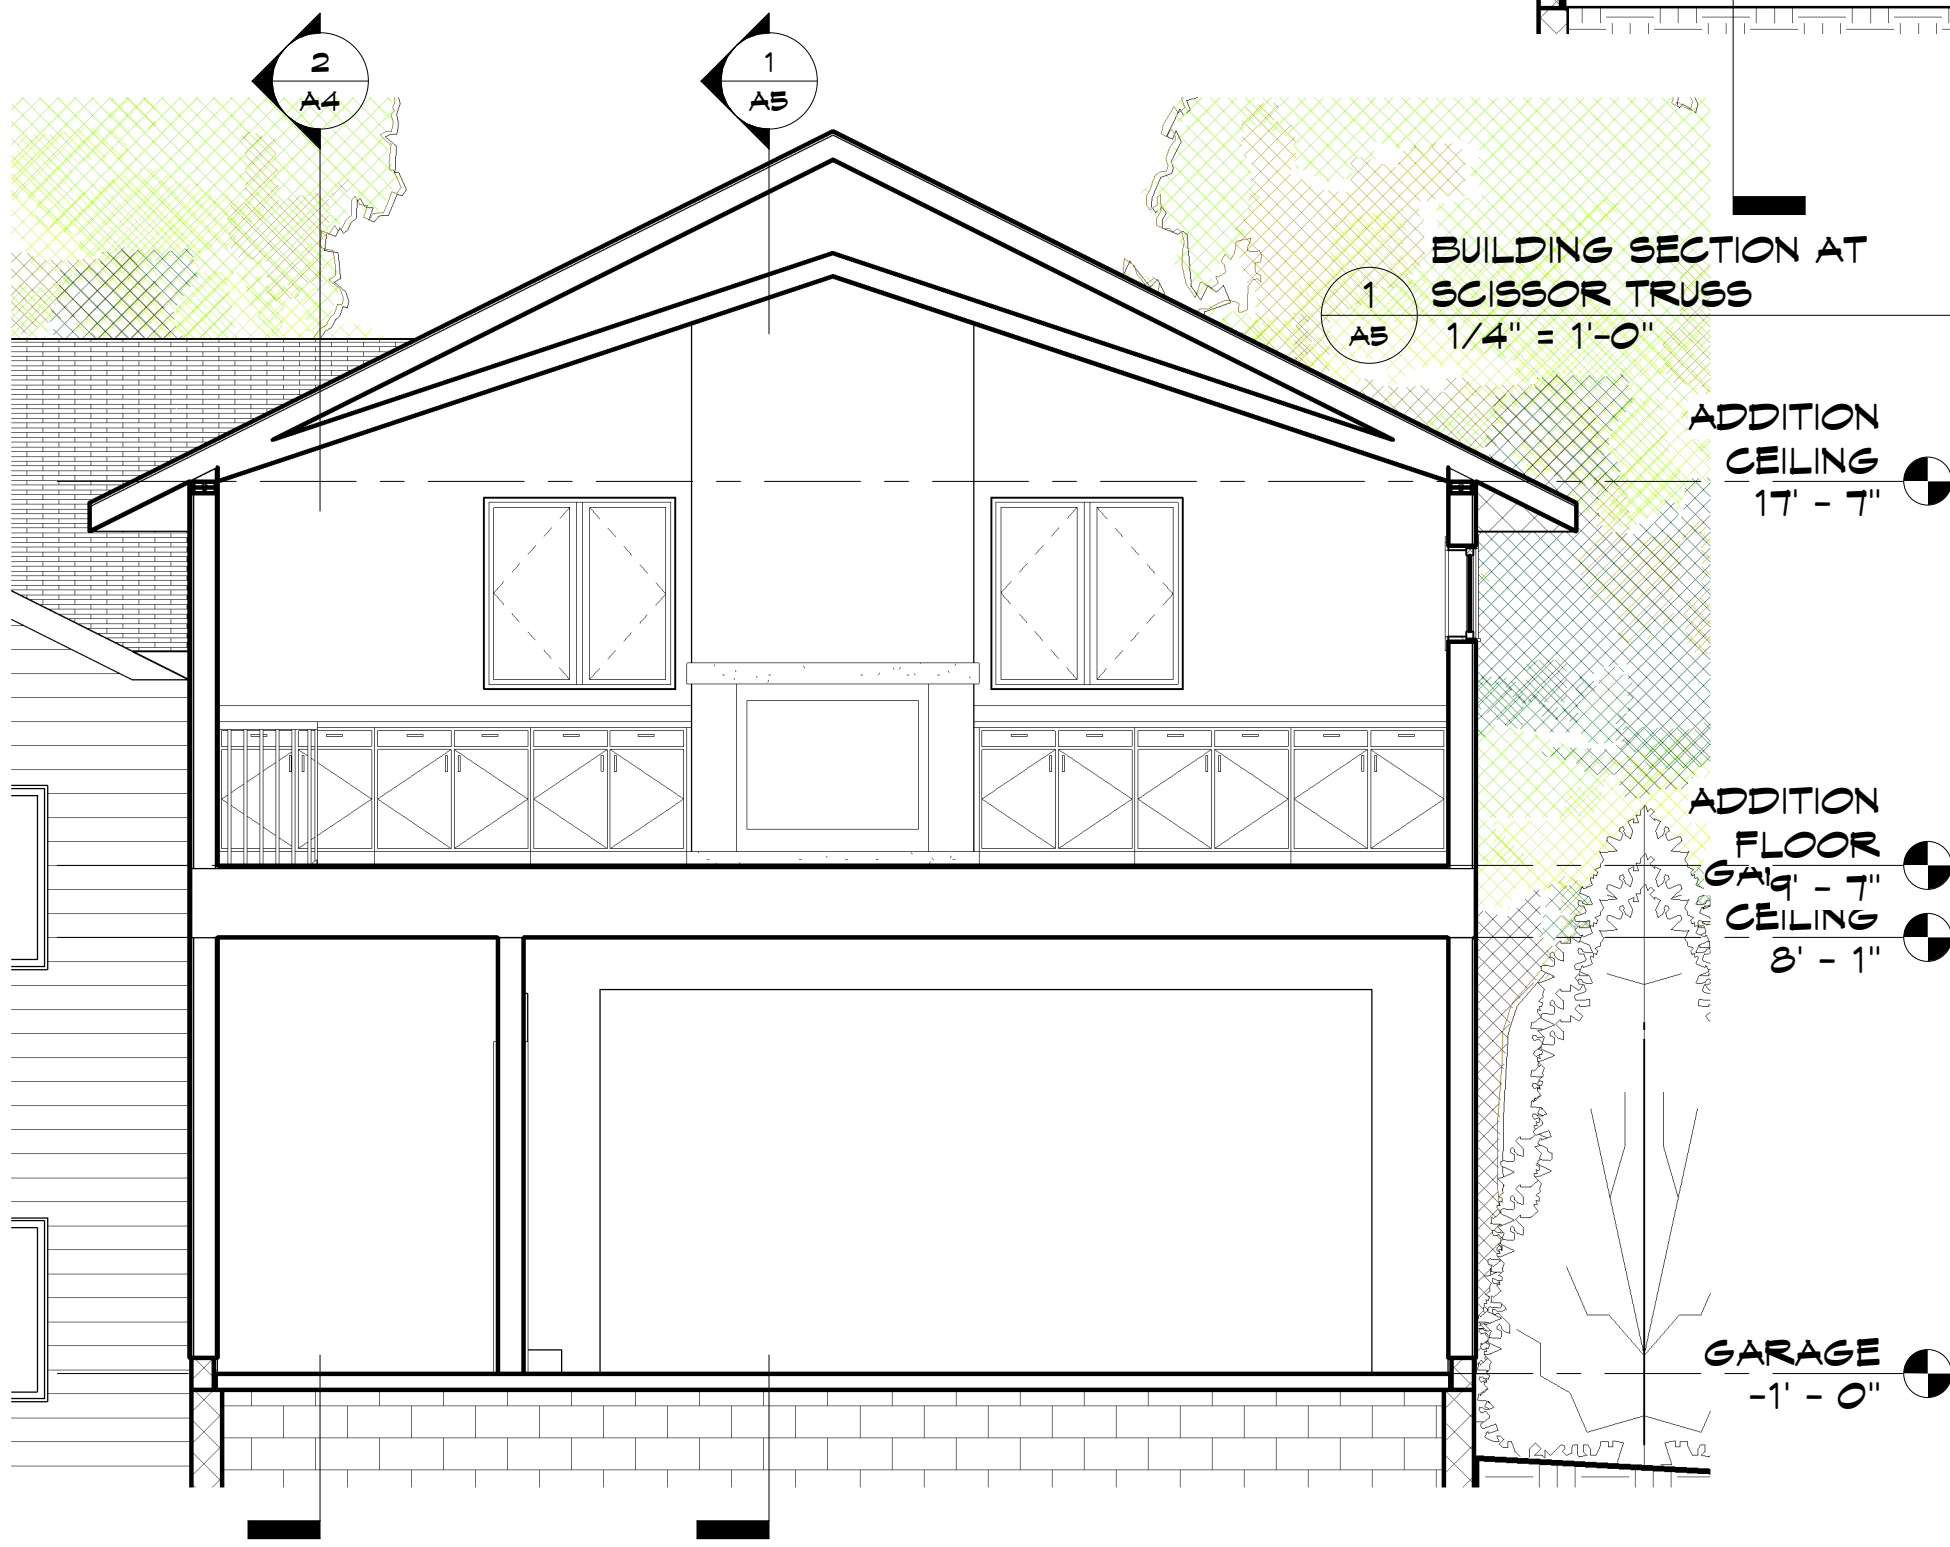 2
A4
1
A5
BUILDING SECTION AT
1
SCISSOR TRUSS
A5
1/4" = 1'-0"
ADDITION
CEILING
17' - 7"
ADDITION
FLOOR
9' - 7"
CEILING
8' - 1"
GARAGE
-1' - 0"